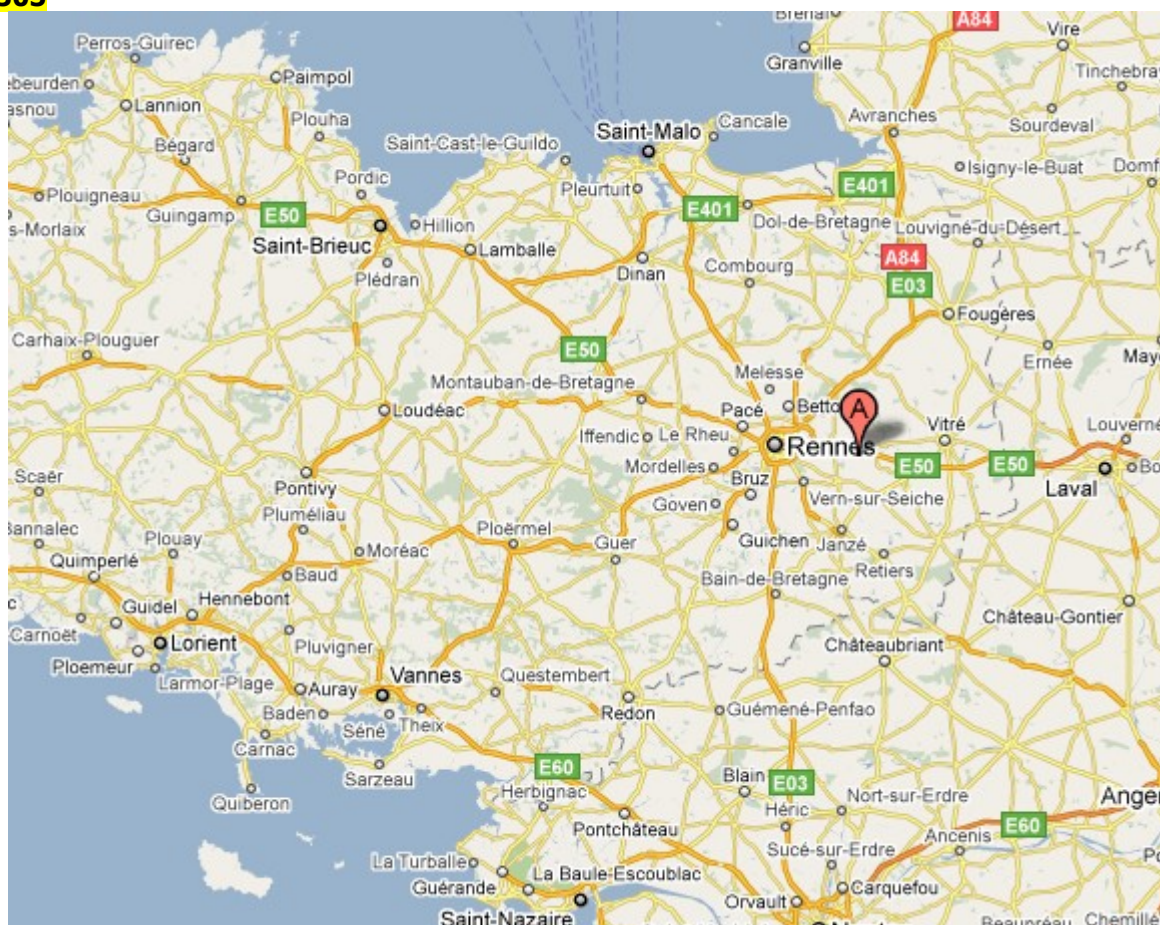 A84
Vire
Perros-Guirec
Granville
Paimpol
Lannion
Avranches
Sourdeval
Plouha
Saint-Malo
Cancale
Bégard
Saint-Cast-le-Guildo
Isigny-le-Buat
Plouigneau
Pordic
Pleurtuit
E401
Guingamp
E50
E401
Dol-de-Bretagne
Hillion
Louvigné-du-Désert
s-Morlaix
Saint-Brieuc
Lamballe
A84
Plédran
Dinan
Combourg
E03
Fougères
Carhaix-Plouguer
E50
Ernée
Melesse
Montauban-de-Bretagne
Loudéac
Pacé
Betto
A
Iffendic
Le Rheu
Vitré
Louverné
Rennes
Mordelles
E50
E50
Scaër
Pontivy
Bruz
Laval
Goven
Vern-sur-Seiche
Pluméliau
Bannalec
Plouay
Ploërmel
Guer
Guichen
Janzé
Quimperlé
Moréac
Baud
Bain-de-Bretagne
Retiers
Guidel
Hennebont
Château-Gontier
-Carnoët
Lorient
Pluvigner
Châteaubriant
Ploemeur
Larmor-Plage
Auray
Vannes
Questembert
Baden
Séné
Theix
Redon
Guémené-Penfao
Carnac
Sarzeau
E60
Blain
E03
Quiberon
Herbignac
Nort-sur-Erdre
Héric
E60
Pontchâteau
Ancenis
Sucé-sur-Erdre
La Turballe
Guérande
La Baule-Escoublac
Carquefou
Orvault
Saint-Nazaire
Beaupréau
Chemillé